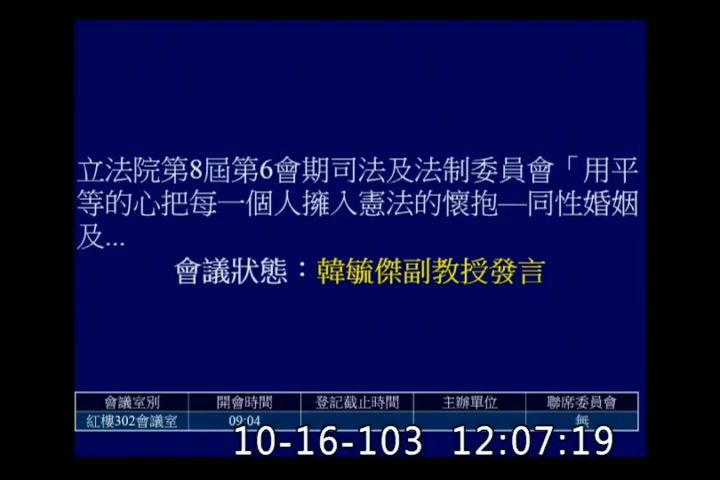 立法院第8屆第6會期司法及法制委員會「用平
等的心把每一個人擁入憲法的懷抱—同性婚姻
及...
會議狀態：韓毓傑副教授發言
會議室別 開會時間 登記截止時間 主辦單位 聯席委員會
紅樓302會議室 09:04 無
10-16-103 12:07:19